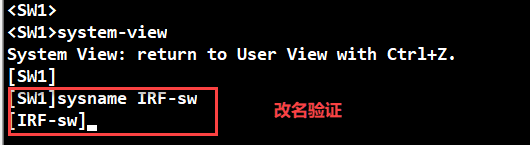 <SW1>
<SW1>system-view
System View: return to User View with Ctrl+Z.
[SW1]
[SW1]sysname IRF-sw
[IRF-sw]
改名验证